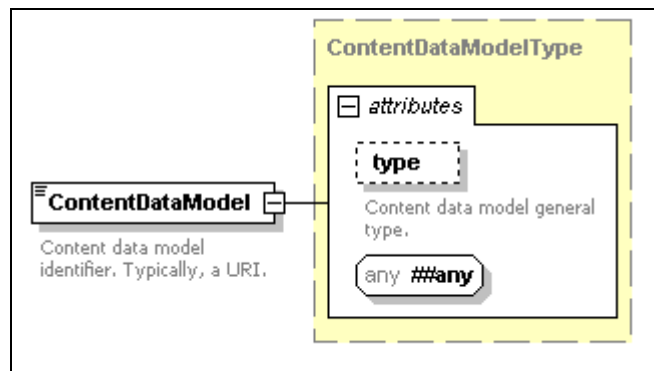 ContentDataModelType
attributes
type
Content data model general
type.
any ##any
ContentDataModel
Content data model
identifier. Typically, a URI.